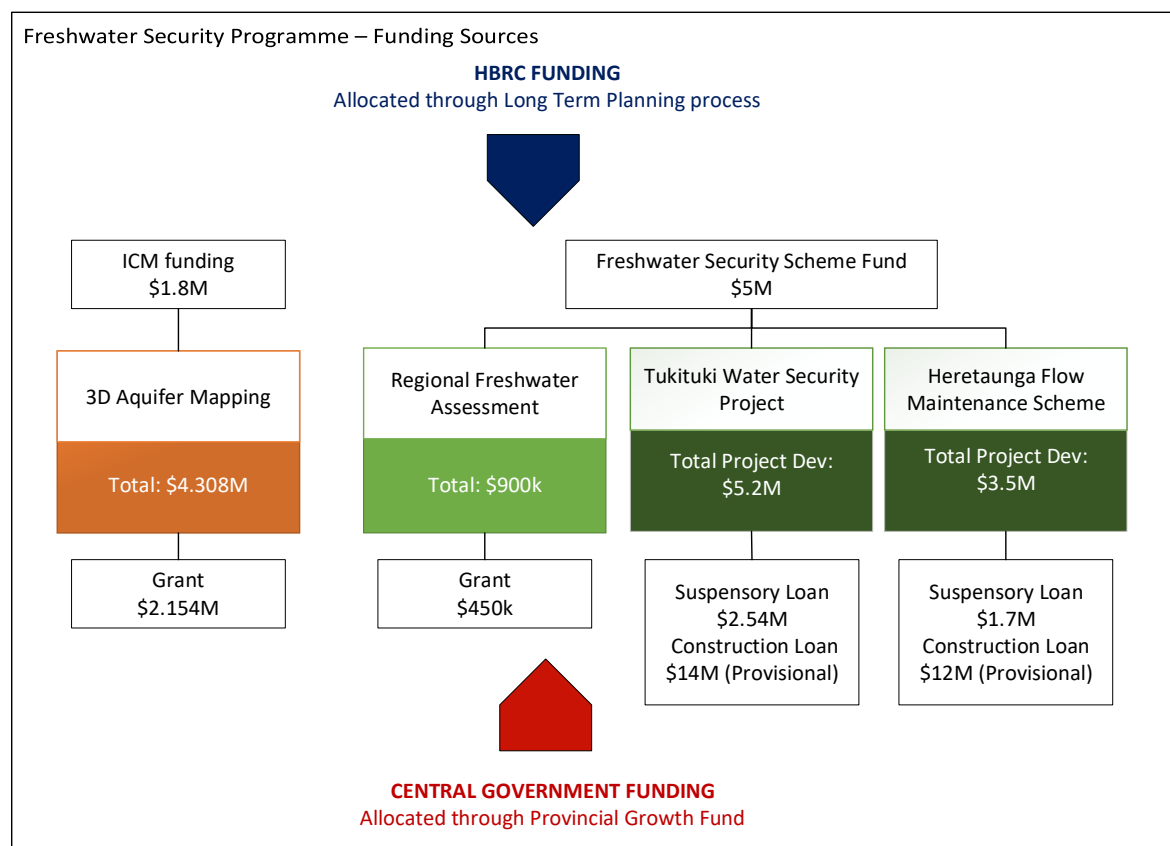 Freshwater Security Programme – Funding Sources
HBRC FUNDING
Allocated through Long Term Planning process
ICM funding
$1.8M
Freshwater Security Scheme Fund
$5M
3D Aquifer Mapping
Total: $4.308M
Regional Freshwater
Assessment
Total: $900k
Tukituki Water Security
Project
Total Project Dev:
$5.2M
Heretaunga Flow
Maintenance Scheme
Total Project Dev:
$3.5M
Grant
$2.154M
Grant
$450k
Suspensory Loan
$2.54M
Construction Loan
$14M (Provisional)
Suspensory Loan
$1.7M
Construction Loan
$12M (Provisional)
CENTRAL GOVERNMENT FUNDING
Allocated through Provincial Growth Fund